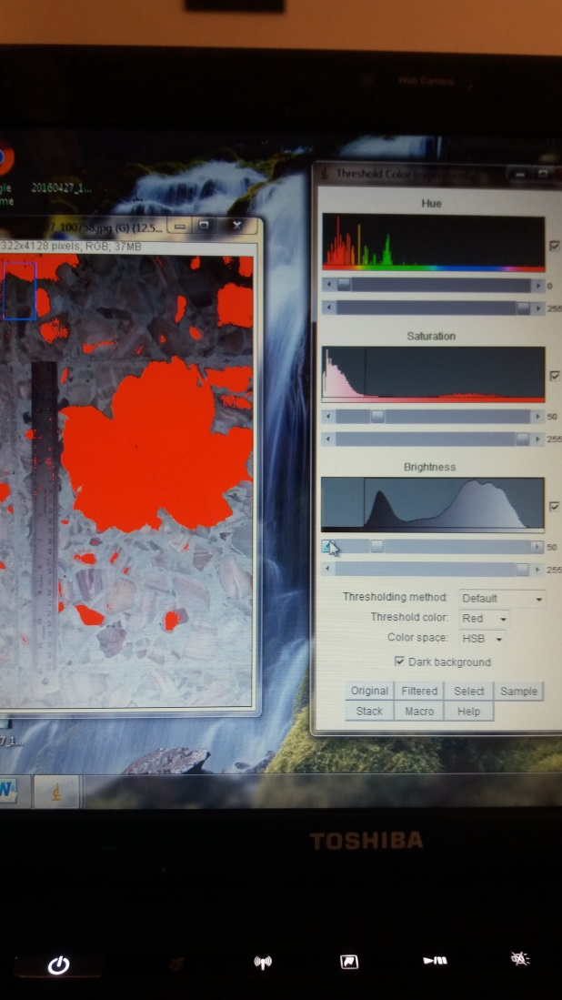 Web Camera
gle
me
20160427_1...
7_100758.jpg (G) (12.5...
322x4128 pixels; RGB; 37MB
Threshold Color
Hue
0
255
Saturation
50
255
Brightness
50
255
Thresholding method: Default
Threshold color: Red
Color space: HSB
Dark background
Original Filtered Select Sample
Stack Macro Help
7_1...
W
TOSHIBA